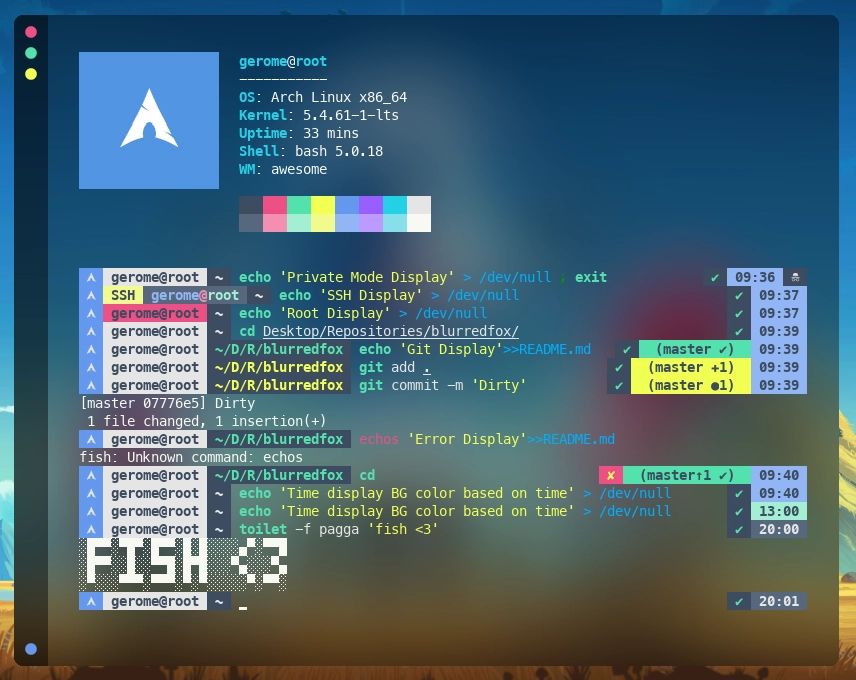 gerome@root
———————————
OS: Arch Linux x86_64
Kernel: 5.4.61-1-lts
Uptime: 33 mins
Shell: bash 5.0.18
WM: awesome
gerome@root ~ echo 'Private Mode Display' > /dev/null ; exit ✔ 09:36
SSH gerome@root ~ echo 'SSH Display' > /dev/null ✔ 09:37
gerome@root ~ echo 'Root Display' > /dev/null ✔ 09:37
gerome@root ~ cd Desktop/Repositories/blurredfox/ ✔ 09:39
gerome@root ~/D/R/blurredfox echo 'Git Display'>>README.md ✔ (master ✔) 09:39
gerome@root ~/D/R/blurredfox git add . ✔ (master +1) 09:39
gerome@root ~/D/R/blurredfox git commit -m 'Dirty' ✔ (master ●1) 09:39
[master 07776e5] Dirty
1 file changed, 1 insertion(+)
gerome@root ~/D/R/blurredfox echos 'Error Display'>>README.md
fish: Unknown command: echos
gerome@root ~/D/R/blurredfox cd ✘ (master↑1 ✔) 09:40
gerome@root ~ echo 'Time display BG color based on time' > /dev/null ✔ 09:40
gerome@root ~ echo 'Time display BG color based on time' > /dev/null ✔ 13:00
gerome@root ~ toilet -f pagga 'fish <3' ✔ 20:00
FISH <3
gerome@root ~ ✔ 20:01